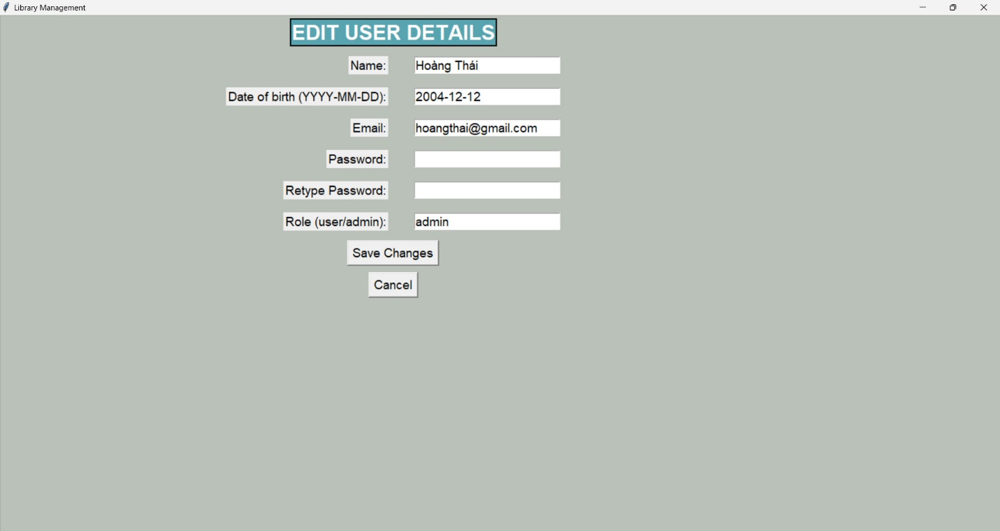 Library Management
EDIT USER DETAILS
Name: Hoàng Thái
Date of birth (YYYY-MM-DD): 2004-12-12
Email: hoangthai@gmail.com
Password:
Retype Password:
Role (user/admin): admin
Save Changes
Cancel